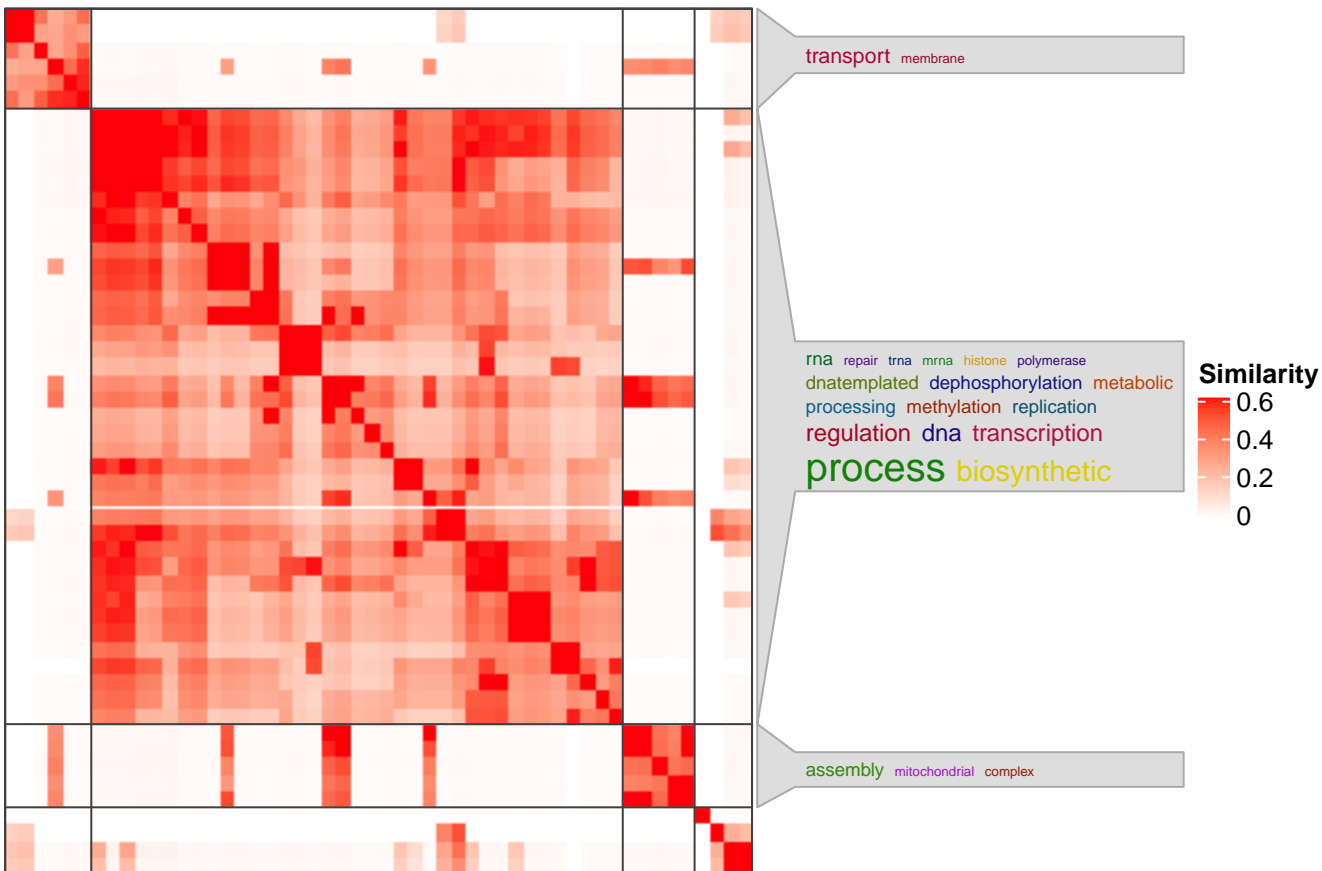 transport membrane
rna repair trna mrna histone polymerase
dnatemplated dephosphorylation metabolic
processing methylation replication
regulation dna transcription
process biosynthetic
Similarity
0.6
0.4
0.2
0
assembly mitochondrial complex